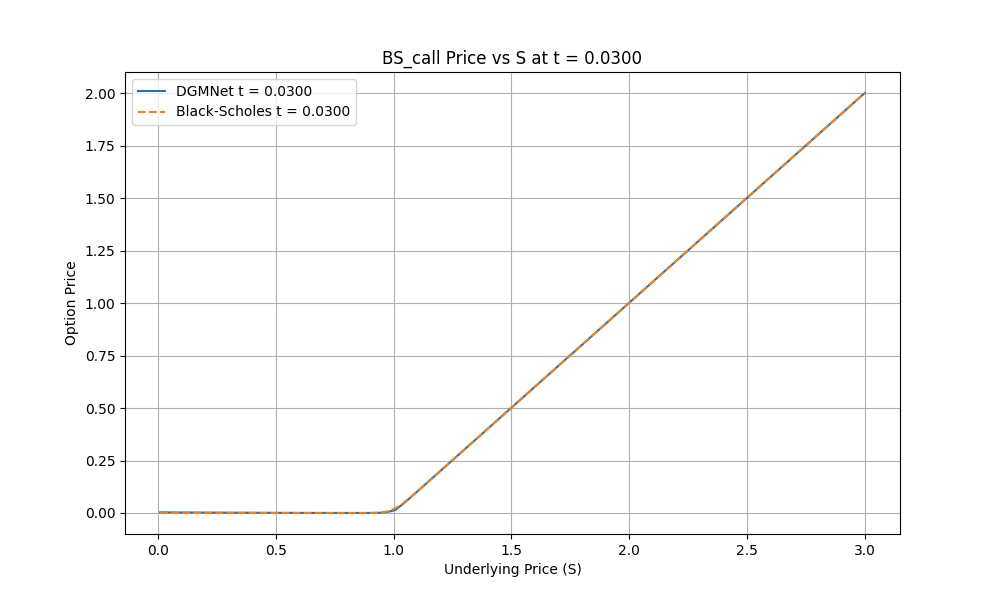 BS_call Price vs S at t = 0.0300
DGMNet t = 0.0300
Black-Scholes t = 0.0300
Option Price
2.00
1.75
1.50
1.25
1.00
0.75
0.50
0.25
0.00
0.0 0.5 1.0 1.5 2.0 2.5 3.0
Underlying Price (S)